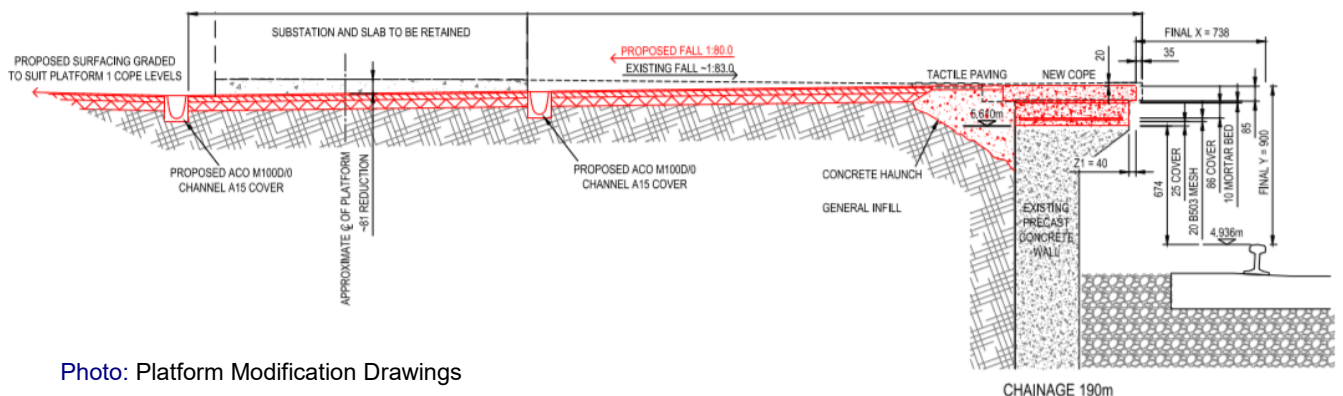 SUBSTATION AND SLAB TO BE RETAINED
PROPOSED FALL 1:80.0
EXISTING FALL ~1:83.0
FINAL X = 738
20
35
PROPOSED SURFACING GRADED
TO SUIT PLATFORM 1 COPE LEVELS
TACTILE PAVING
NEW COPE
PROPOSED ACO M100D/0
CHANNEL A15 COVER
APPROXIMATE ℄ OF PLATFORM
~81 REDUCTION
PROPOSED ACO M100D/0
CHANNEL A15 COVER
CONCRETE HAUNCH
GENERAL INFILL
Z1 = 40
EXISTING
PRECAST
CONCRETE
WALL
674
25 COVER
20 B503 MESH
86 COVER
10 MORTAR BED
85
FINAL Y = 900
4.936m
Photo: Platform Modification Drawings
CHAINAGE 190m